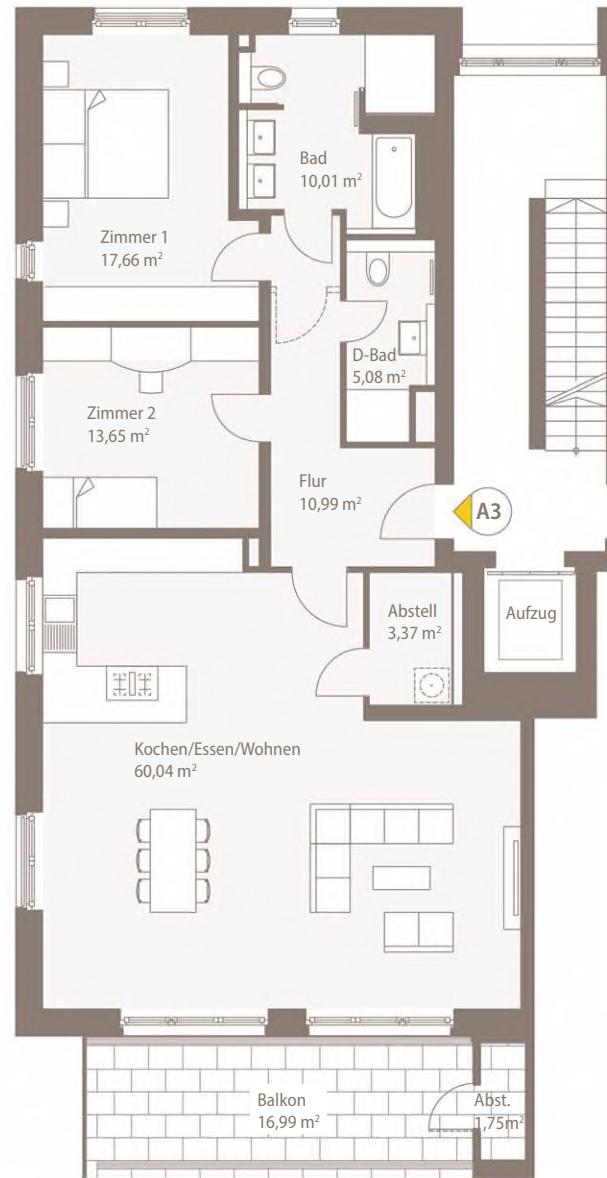 Bad
10,01 m²
Zimmer 1
17,66 m²
D-Bad
5,08 m²
Zimmer 2
13,65 m²
Flur
10,99 m²
A3
Abstell
3,37 m²
Aufzug
Kochen/Essen/Wohnen
60,04 m²
Balkon
16,99 m²
Abst.
1,75m²